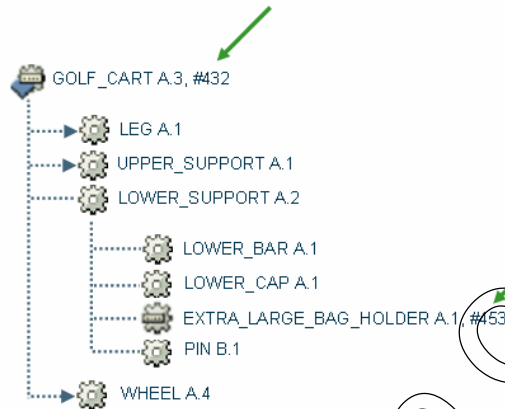 GOLF_CART A.3, #432
LEG A.1
UPPER_SUPPORT A.1
LOWER_SUPPORT A.2
LOWER_BAR A.1
LOWER_CAP A.1
EXTRA_LARGE_BAG_HOLDER A.1, #453
PIN B.1
WHEEL A.4